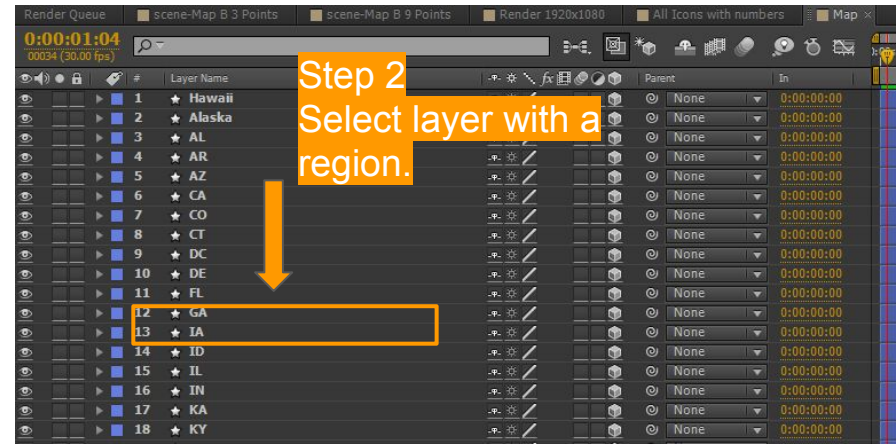 Render Queue scene-Map B 3 Points scene-Map B 9 Points Render 1920x1080 All Icons with numbers Map ×
0:00:01:04
00034 (30.00 fps)
# Layer Name fx Parent In
Step 2
Select layer with a
region.
1 Hawaii None 0:00:00:00
2 Alaska None 0:00:00:00
3 AL None 0:00:00:00
4 AR None 0:00:00:00
5 AZ None 0:00:00:00
6 CA None 0:00:00:00
7 CO None 0:00:00:00
8 CT None 0:00:00:00
9 DC None 0:00:00:00
10 DE None 0:00:00:00
11 FL None 0:00:00:00
12 GA None 0:00:00:00
13 IA None 0:00:00:00
14 ID None 0:00:00:00
15 IL None 0:00:00:00
16 IN None 0:00:00:00
17 KA None 0:00:00:00
18 KY None 0:00:00:00